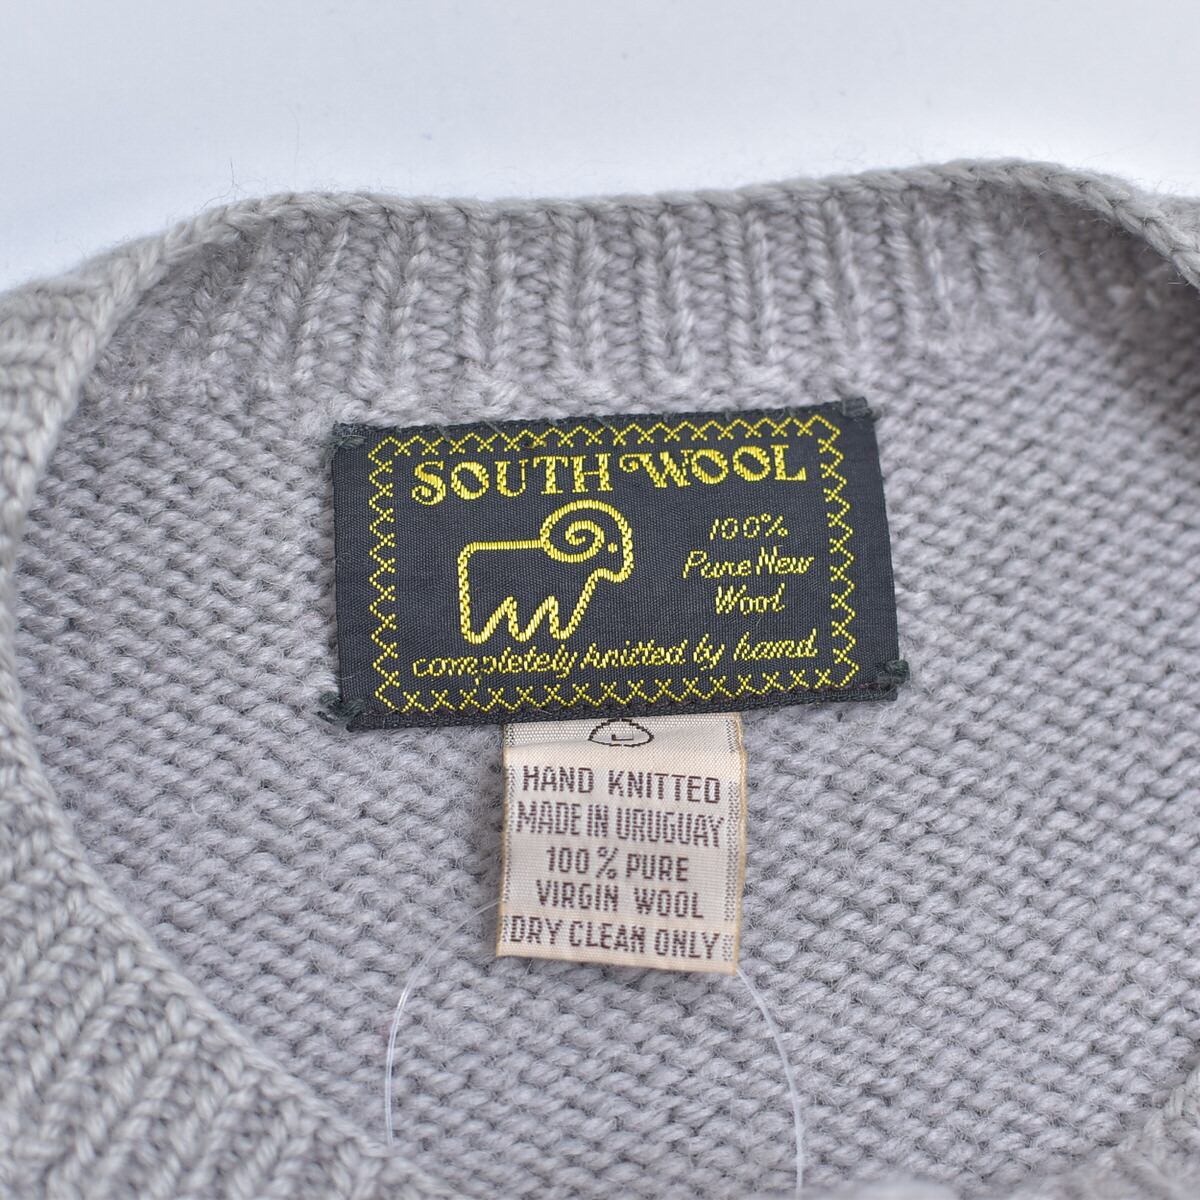 SOUTH WOOL
100%
Pure New
Wool
completely knitted by hand
L
HAND KNITTED
MADE IN URUGUAY
100% PURE
VIRGIN WOOL
DRY CLEAN ONLY